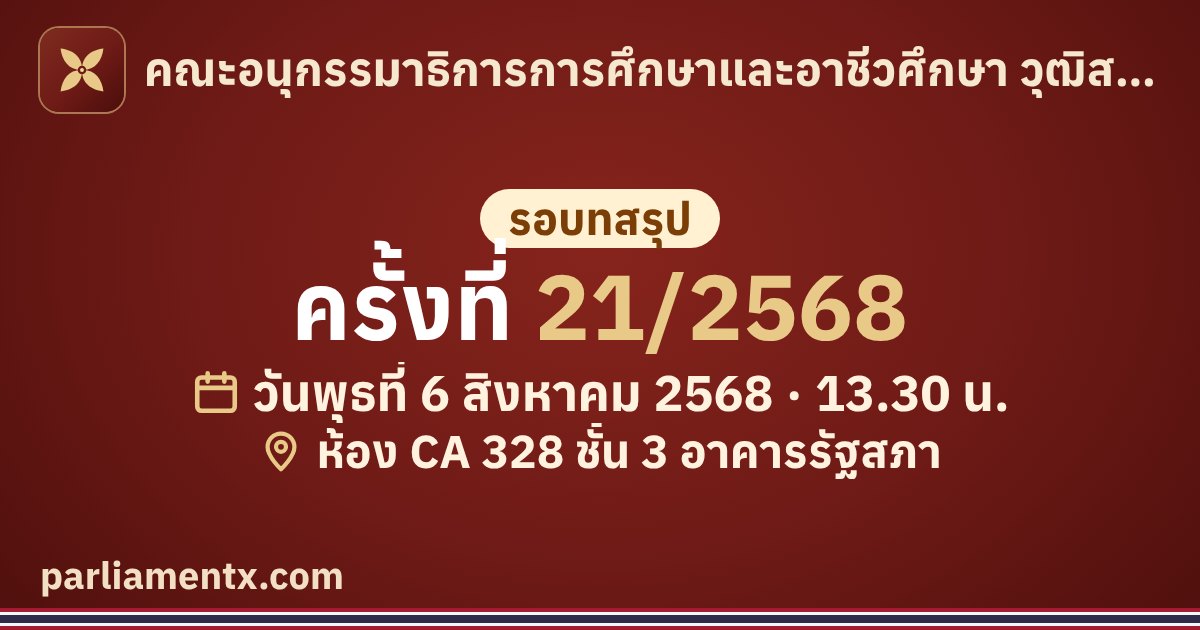 คณะอนุกรรมาธิการการศึกษาและอาชีวศึกษา วุฒิส...
รอบทสรุป
ครั้งที่ 21/2568
วันพุธที่ 6 สิงหาคม 2568 · 13.30 น.
ห้อง CA 328 ชั้น 3 อาคารรัฐสภา
parliamentx.com